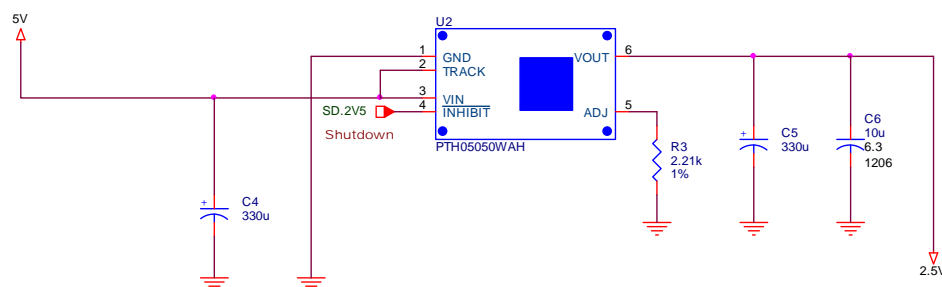 5V
U2
1
GND
VOUT
6
2
TRACK
3
VIN
SD.2V5
4
INHIBIT
ADJ
5
Shutdown
PTH05050WAH
R3
2.21k
1%
+
C5
330u
C6
10u
6.3
1206
+
C4
330u
2.5V